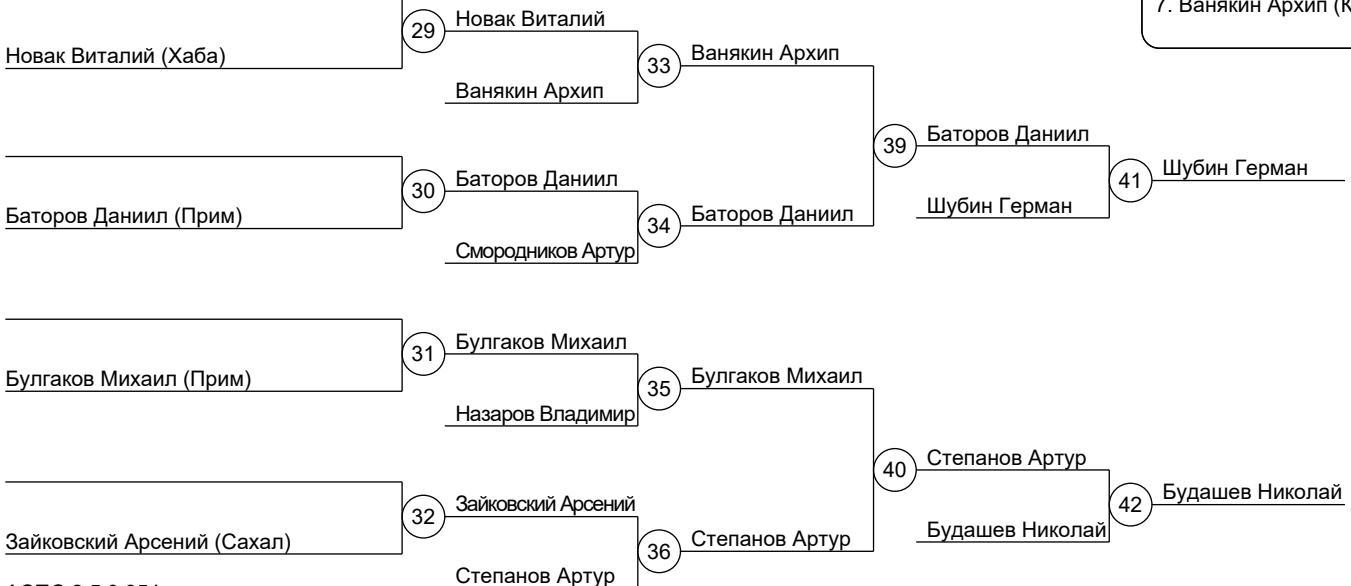 7. Ванякин Архип (К
29
Новак Виталий
Новак Виталий (Хаба)
33
Ванякин Архип
Ванякин Архип
39
Баторов Даниил
30
Баторов Даниил
41
Шубин Герман
Баторов Даниил (Прим)
34
Баторов Даниил
Шубин Герман
Смородников Артур
31
Булгаков Михаил
Булгаков Михаил (Прим)
35
Булгаков Михаил
Назаров Владимир
40
Степанов Артур
32
Зайковский Арсений
42
Будашев Николай
Зайковский Арсений (Сахал)
36
Степанов Артур
Будашев Николай
Степанов Артур